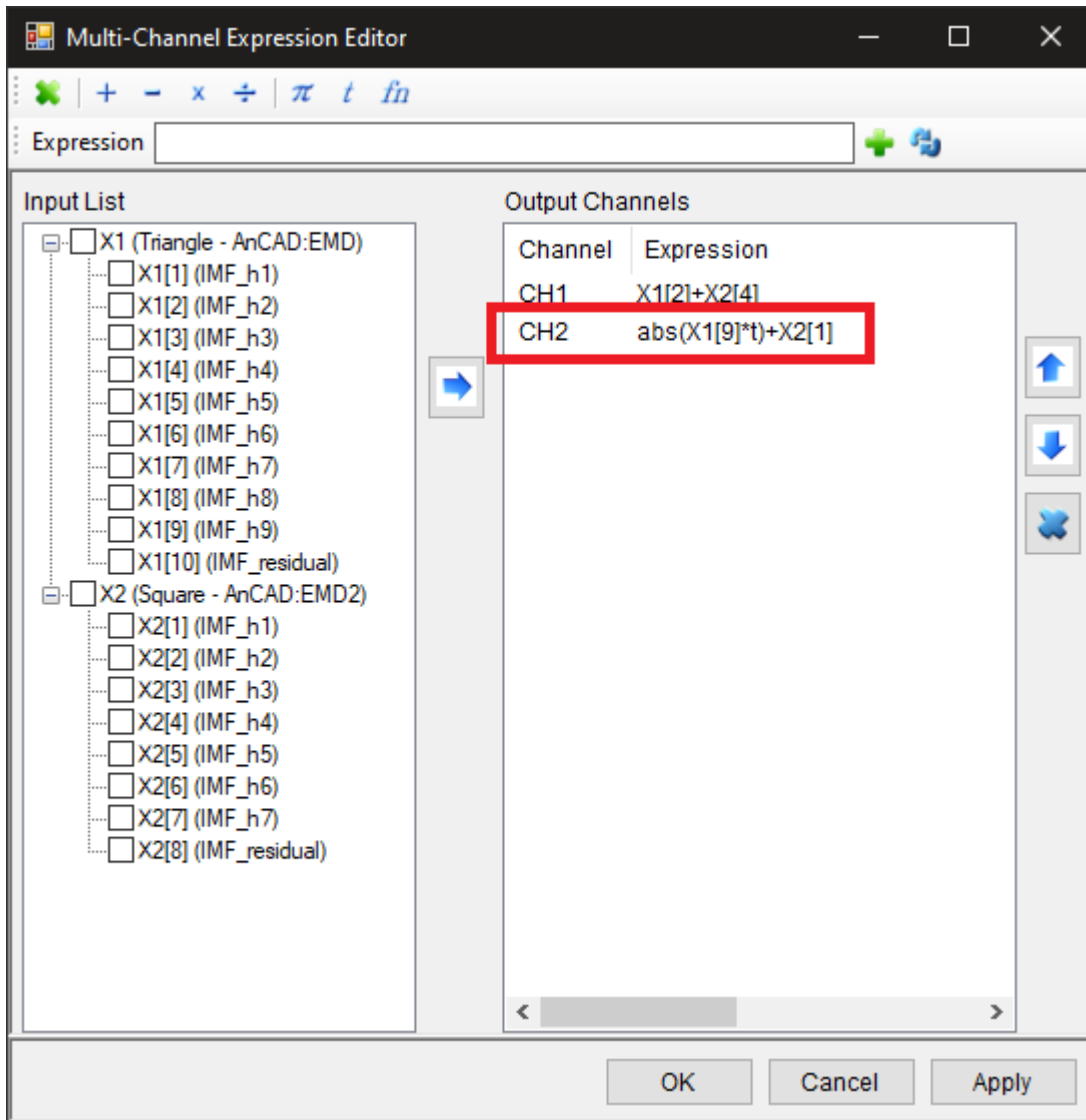 Multi-Channel Expression Editor
+ - x ÷ π t fn
Expression
Input List
X1 (Triangle - AnCAD:EMD)
X1[1] (IMF_h1)
X1[2] (IMF_h2)
X1[3] (IMF_h3)
X1[4] (IMF_h4)
X1[5] (IMF_h5)
X1[6] (IMF_h6)
X1[7] (IMF_h7)
X1[8] (IMF_h8)
X1[9] (IMF_h9)
X1[10] (IMF_residual)
X2 (Square - AnCAD:EMD2)
X2[1] (IMF_h1)
X2[2] (IMF_h2)
X2[3] (IMF_h3)
X2[4] (IMF_h4)
X2[5] (IMF_h5)
X2[6] (IMF_h6)
X2[7] (IMF_h7)
X2[8] (IMF_residual)
Output Channels
Channel Expression
CH1 X1[2]+X2[4]
CH2 abs(X1[9]*t)+X2[1]
OK Cancel Apply